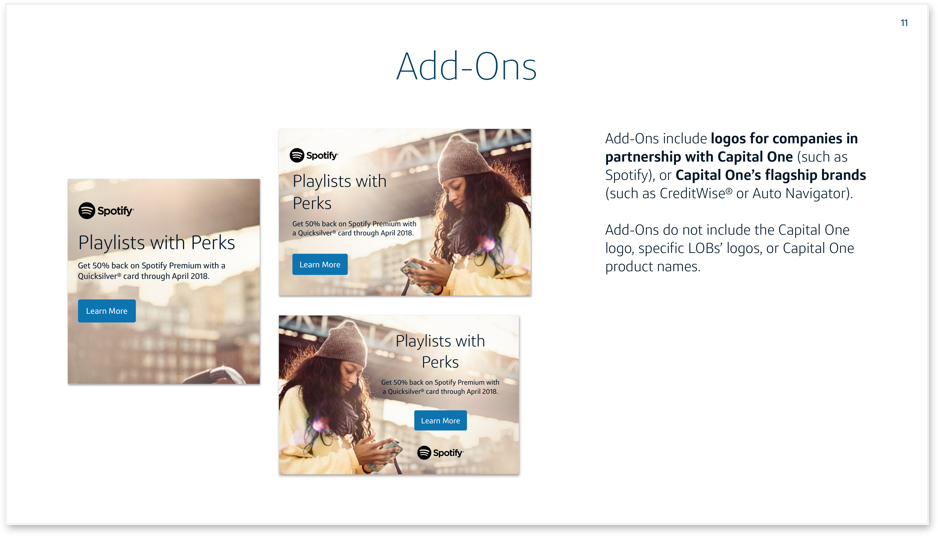 11
Add-Ons
Spotify
Playlists with Perks
Get 50% back on Spotify Premium with a
Quicksilver® card through April 2018.
Learn More
Spotify
Playlists with
Perks
Get 50% back on Spotify Premium with
a Quicksilver® card through April 2018.
Learn More
Playlists with
Perks
Get 50% back on Spotify Premium with
a Quicksilver® card through April 2018.
Learn More
Spotify
Add-Ons include logos for companies in
partnership with Capital One (such as
Spotify), or Capital One’s flagship brands
(such as CreditWise® or Auto Navigator).
Add-Ons do not include the Capital One
logo, specific LOBs’ logos, or Capital One
product names.